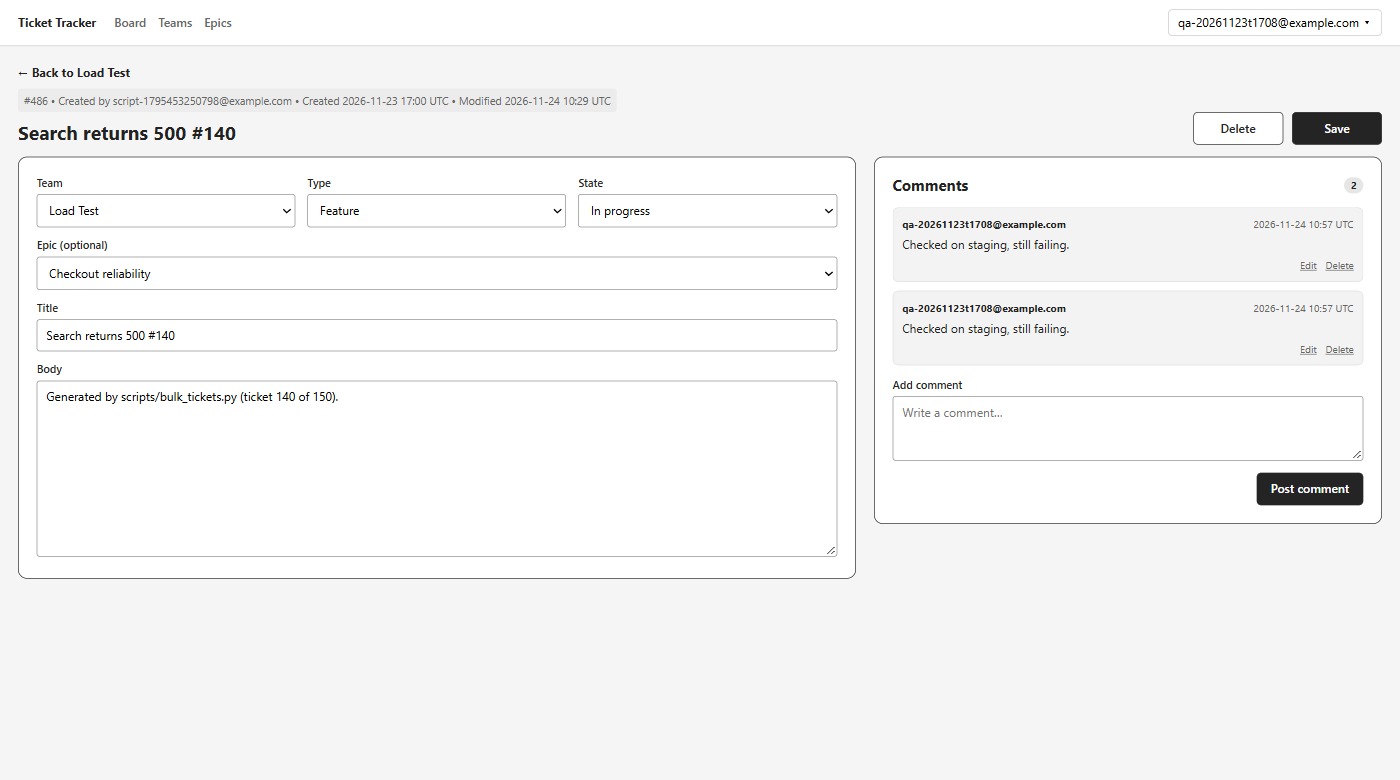 Ticket Tracker Board Teams Epics qa-20261123t1708@example.com ▾
← Back to Load Test
#486 • Created by script-1795453250798@example.com • Created 2026-11-23 17:00 UTC • Modified 2026-11-24 10:29 UTC
Search returns 500 #140
Delete Save
Team Type State
Load Test Feature In progress
Epic (optional)
Checkout reliability
Title
Search returns 500 #140
Body
Generated by scripts/bulk_tickets.py (ticket 140 of 150).
Comments 2
qa-20261123t1708@example.com 2026-11-24 10:57 UTC
Checked on staging, still failing.
Edit Delete
qa-20261123t1708@example.com 2026-11-24 10:57 UTC
Checked on staging, still failing.
Edit Delete
Add comment
Write a comment...
Post comment